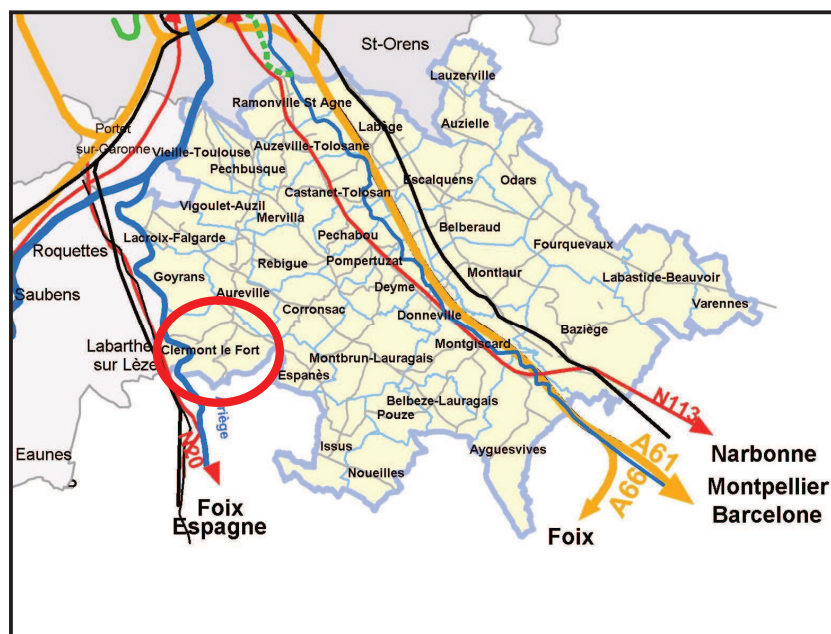 St-Orens
Lauzerville
Ramonville St Agne
Portet
sur-Garonne
Labège
Auzielle
Vieille-Toulouse
Auzeville-Tolosane
Pechbusque
Escalquens
Odars
Castanet-Tolosan
Vigoulet-Auzil
Mervilla
Belberaud
Lacroix-Falgarde
Pechabou
Fourquevaux
Roquettes
Rebigue
Pompertuzat
Montlaur
Labastide-Beauvoir
Goyrans
Saubens
Aureville
Deyme
Varennes
Corronsac
Donneville
Baziège
Labarthe
sur Lèze
Clermont le Fort
Montgiscard
Montbrun-Lauragais
Espanès
Belbeze-Lauragais
Pouze
N113
Ariège
N20
Issus
Ayguesvives
Eaunes
Noueilles
A61
A66
Narbonne
Montpellier
Barcelone
Foix
Espagne
Foix